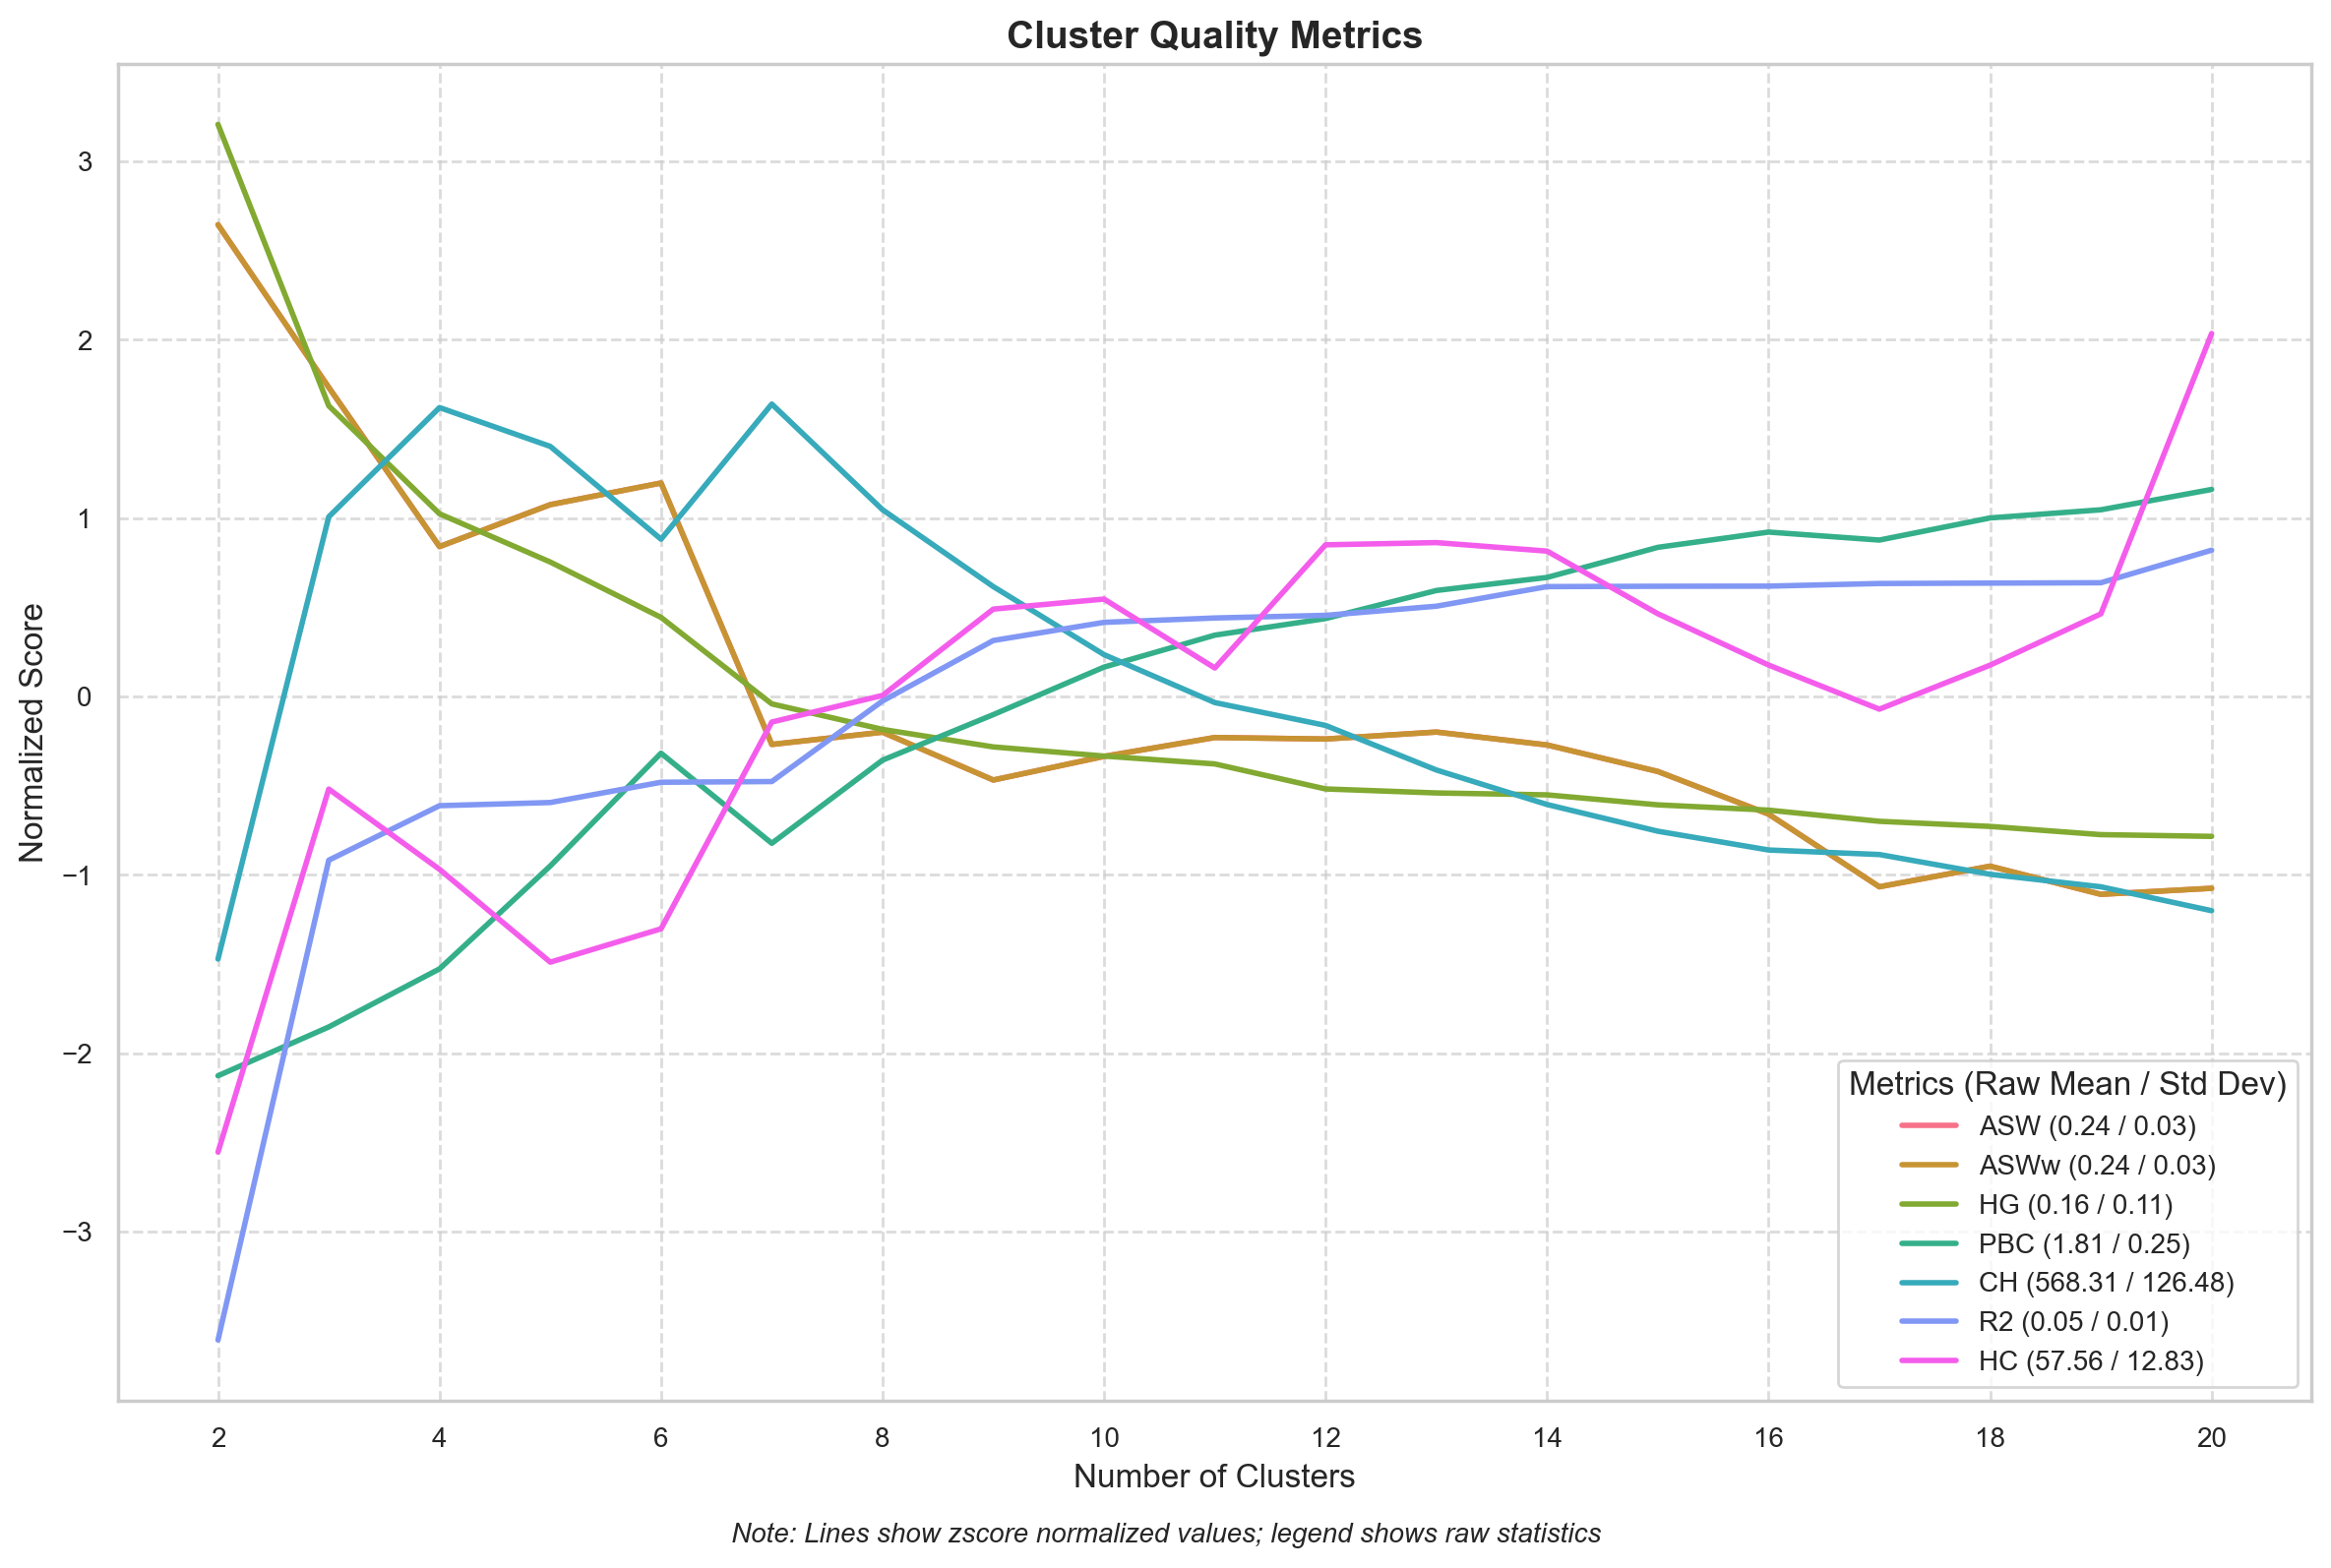 Cluster Quality Metrics
Normalized Score
3
2
1
0
−1
−2
−3
Metrics (Raw Mean / Std Dev)
ASW (0.24 / 0.03)
ASWw (0.24 / 0.03)
HG (0.16 / 0.11)
PBC (1.81 / 0.25)
CH (568.31 / 126.48)
R2 (0.05 / 0.01)
HC (57.56 / 12.83)
2 4 6 8 10 12 14 16 18 20
Number of Clusters
Note: Lines show zscore normalized values; legend shows raw statistics